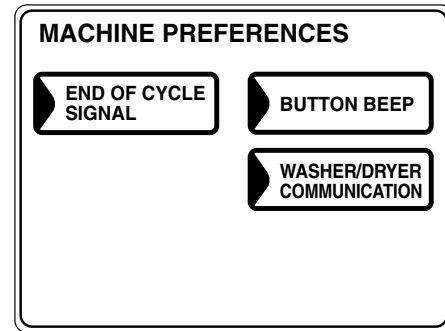 MACHINE PREFERENCES
END OF CYCLE
SIGNAL
BUTTON BEEP
WASHER/DRYER
COMMUNICATION